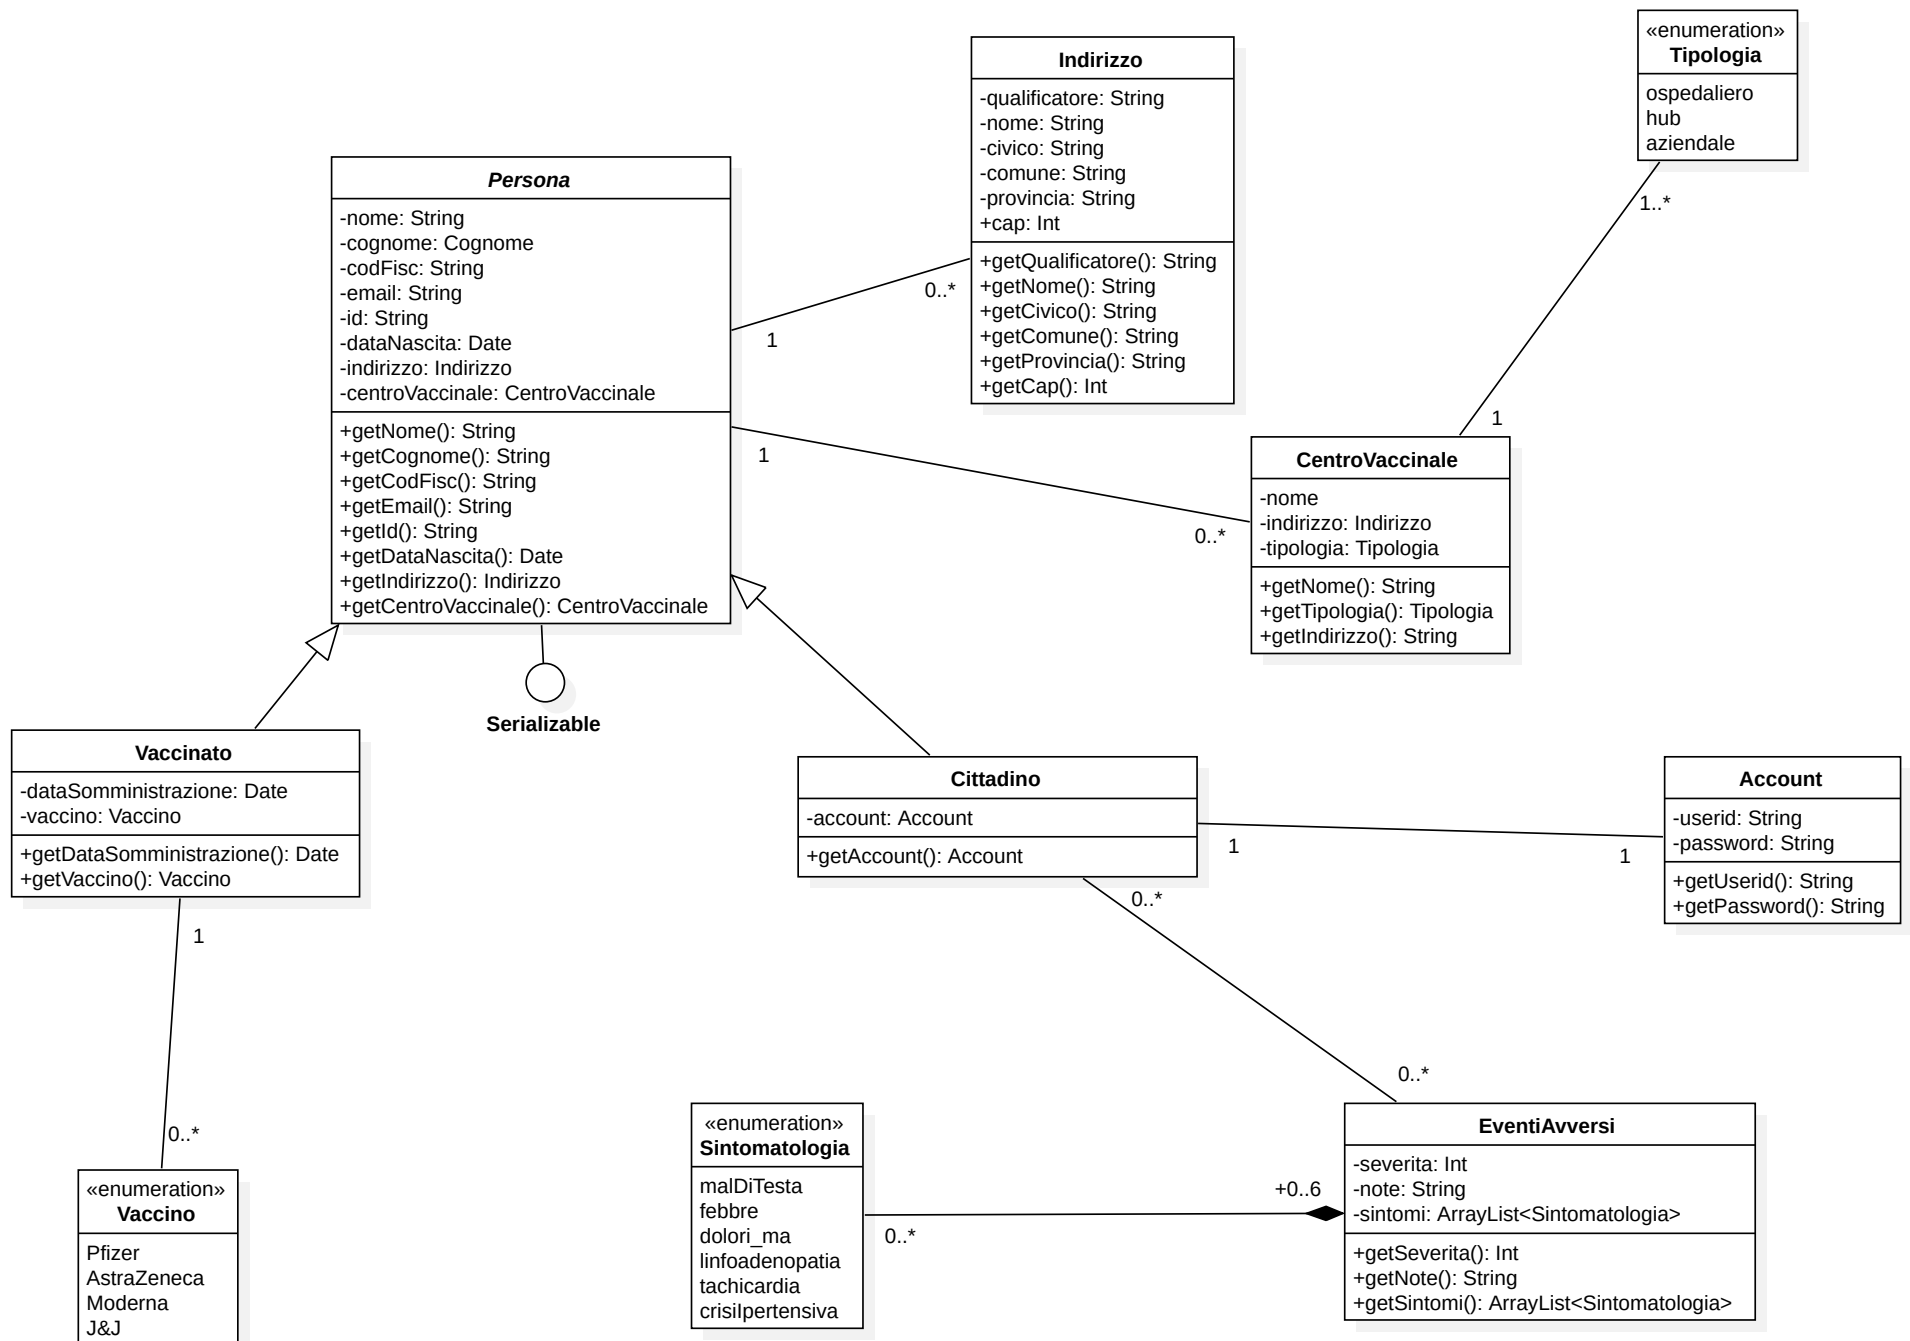 «enumeration»
Tipologia
ospedaliero
hub
aziendale
1..*
1
Indirizzo
-qualificatore: String
-nome: String
-civico: String
-comune: String
-provincia: String
+cap: Int
+getQualificatore(): String
+getNome(): String
+getCivico(): String
+getComune(): String
+getProvincia(): String
+getCap(): Int
0..*
1
Persona
-nome: String
-cognome: Cognome
-codFisc: String
-email: String
-id: String
-dataNascita: Date
-indirizzo: Indirizzo
-centroVaccinale: CentroVaccinale
+getNome(): String
+getCognome(): String
+getCodFisc(): String
+getEmail(): String
+getId(): String
+getDataNascita(): Date
+getIndirizzo(): Indirizzo
+getCentroVaccinale(): CentroVaccinale
1
0..*
CentroVaccinale
-nome
-indirizzo: Indirizzo
-tipologia: Tipologia
+getNome(): String
+getTipologia(): Tipologia
+getIndirizzo(): String
Serializable
Vaccinato
-dataSomministrazione: Date
-vaccino: Vaccino
+getDataSomministrazione(): Date
+getVaccino(): Vaccino
1
0..*
Cittadino
-account: Account
+getAccount(): Account
1
1
Account
-userid: String
-password: String
+getUserid(): String
+getPassword(): String
0..*
0..*
«enumeration»
Vaccino
Pfizer
AstraZeneca
Moderna
J&J
«enumeration»
Sintomatologia
malDiTesta
febbre
dolori_ma
linfoadenopatia
tachicardia
crisiIpertensiva
0..*
+0..6
EventiAvversi
-severita: Int
-note: String
-sintomi: ArrayList<Sintomatologia>
+getSeverita(): Int
+getNote(): String
+getSintomi(): ArrayList<Sintomatologia>